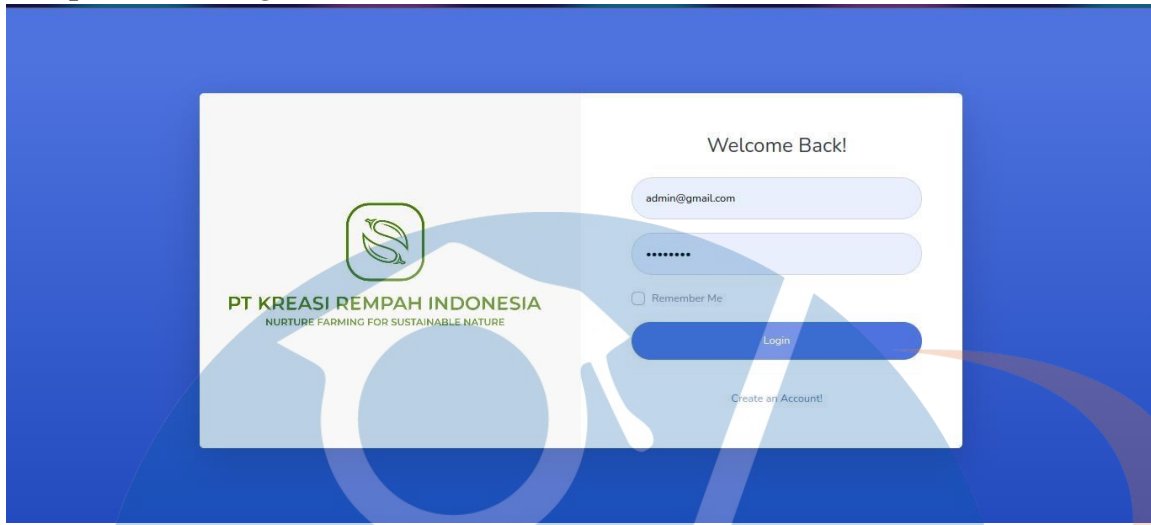 PT KREASI REMPAH INDONESIA
NURTURE FARMING FOR SUSTAINABLE NATURE
Welcome Back!
admin@gmail.com
••••••••
Remember Me
Login
Create an Account!